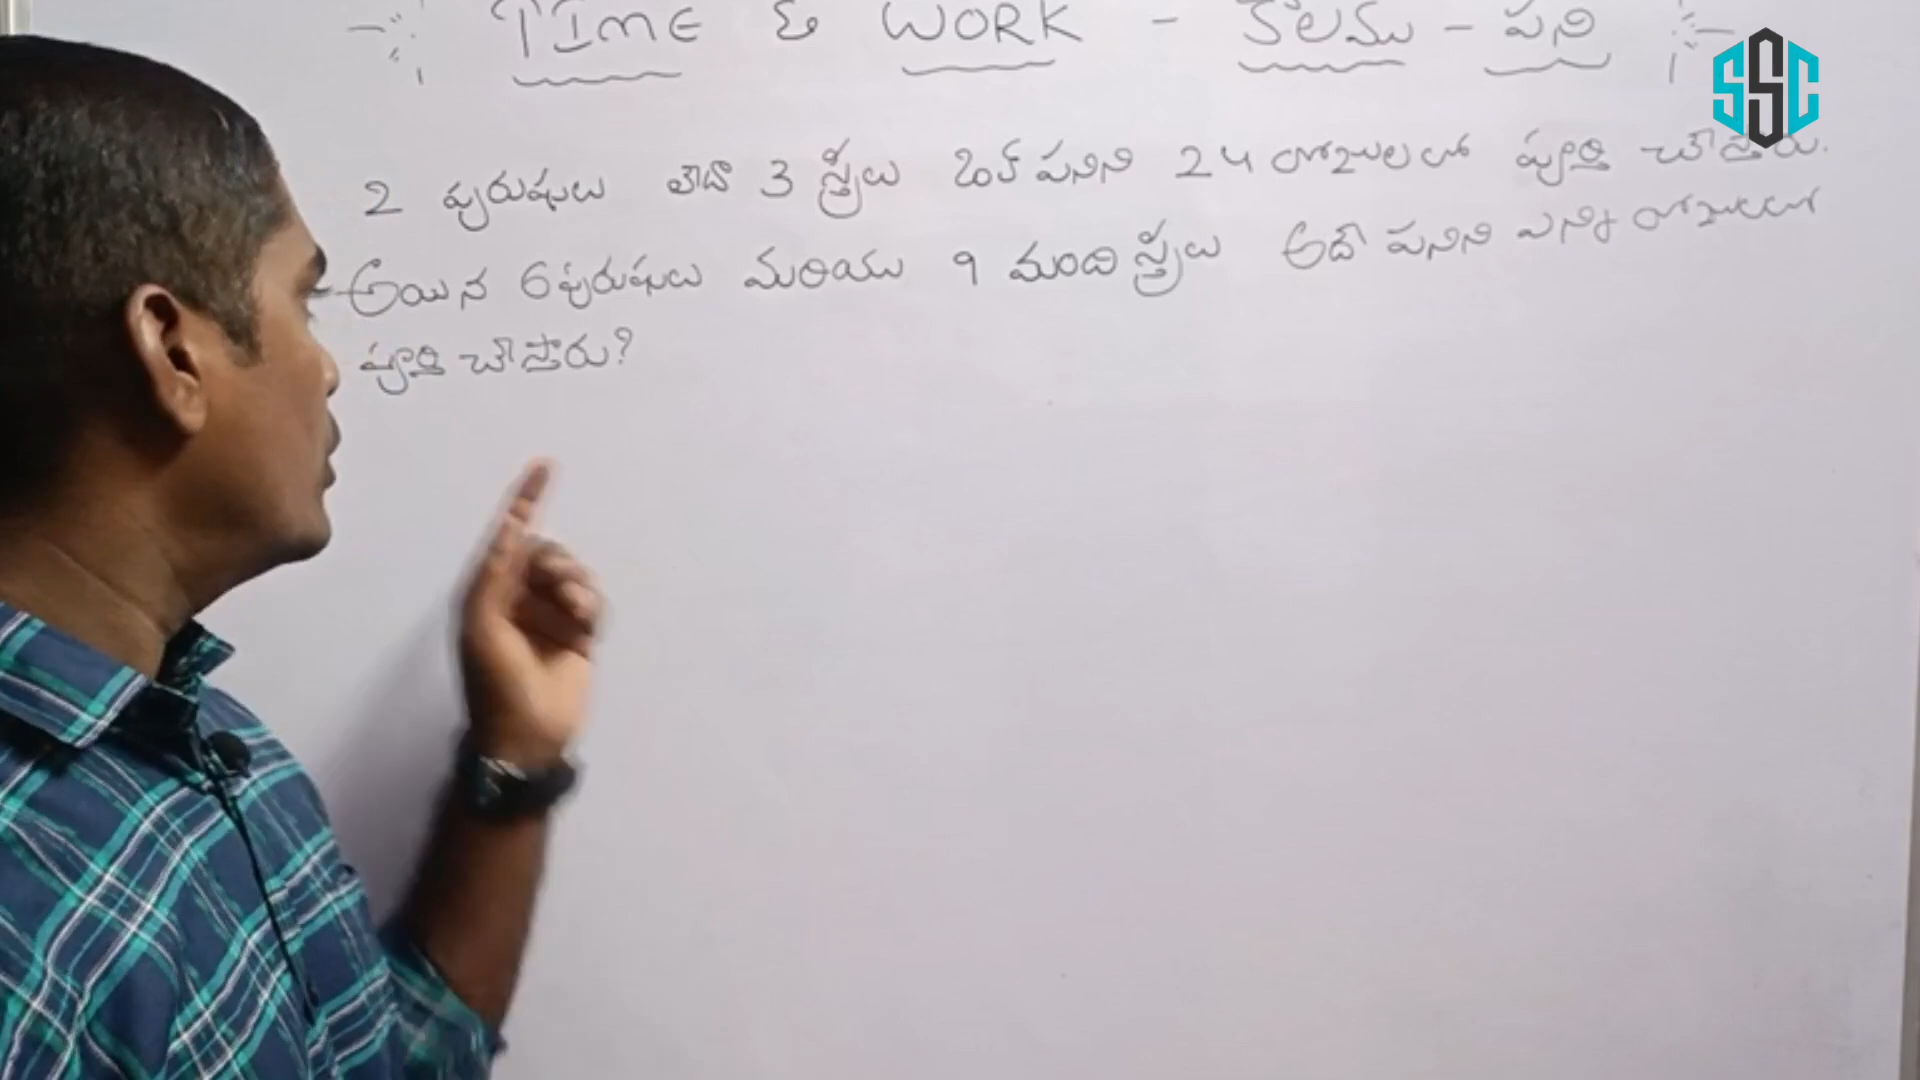 TIME & WORK - కాలము - పని
SSC
2 పురుషులు లేదా 3 స్త్రీలు ఒక పనిని 24 రోజులలో పూర్తి చేస్తారు.
అయిన 6 పురుషులు మరియు 9 మంది స్త్రీలు అదే పనిని ఎన్ని రోజులలో
పూర్తి చేస్తారు?